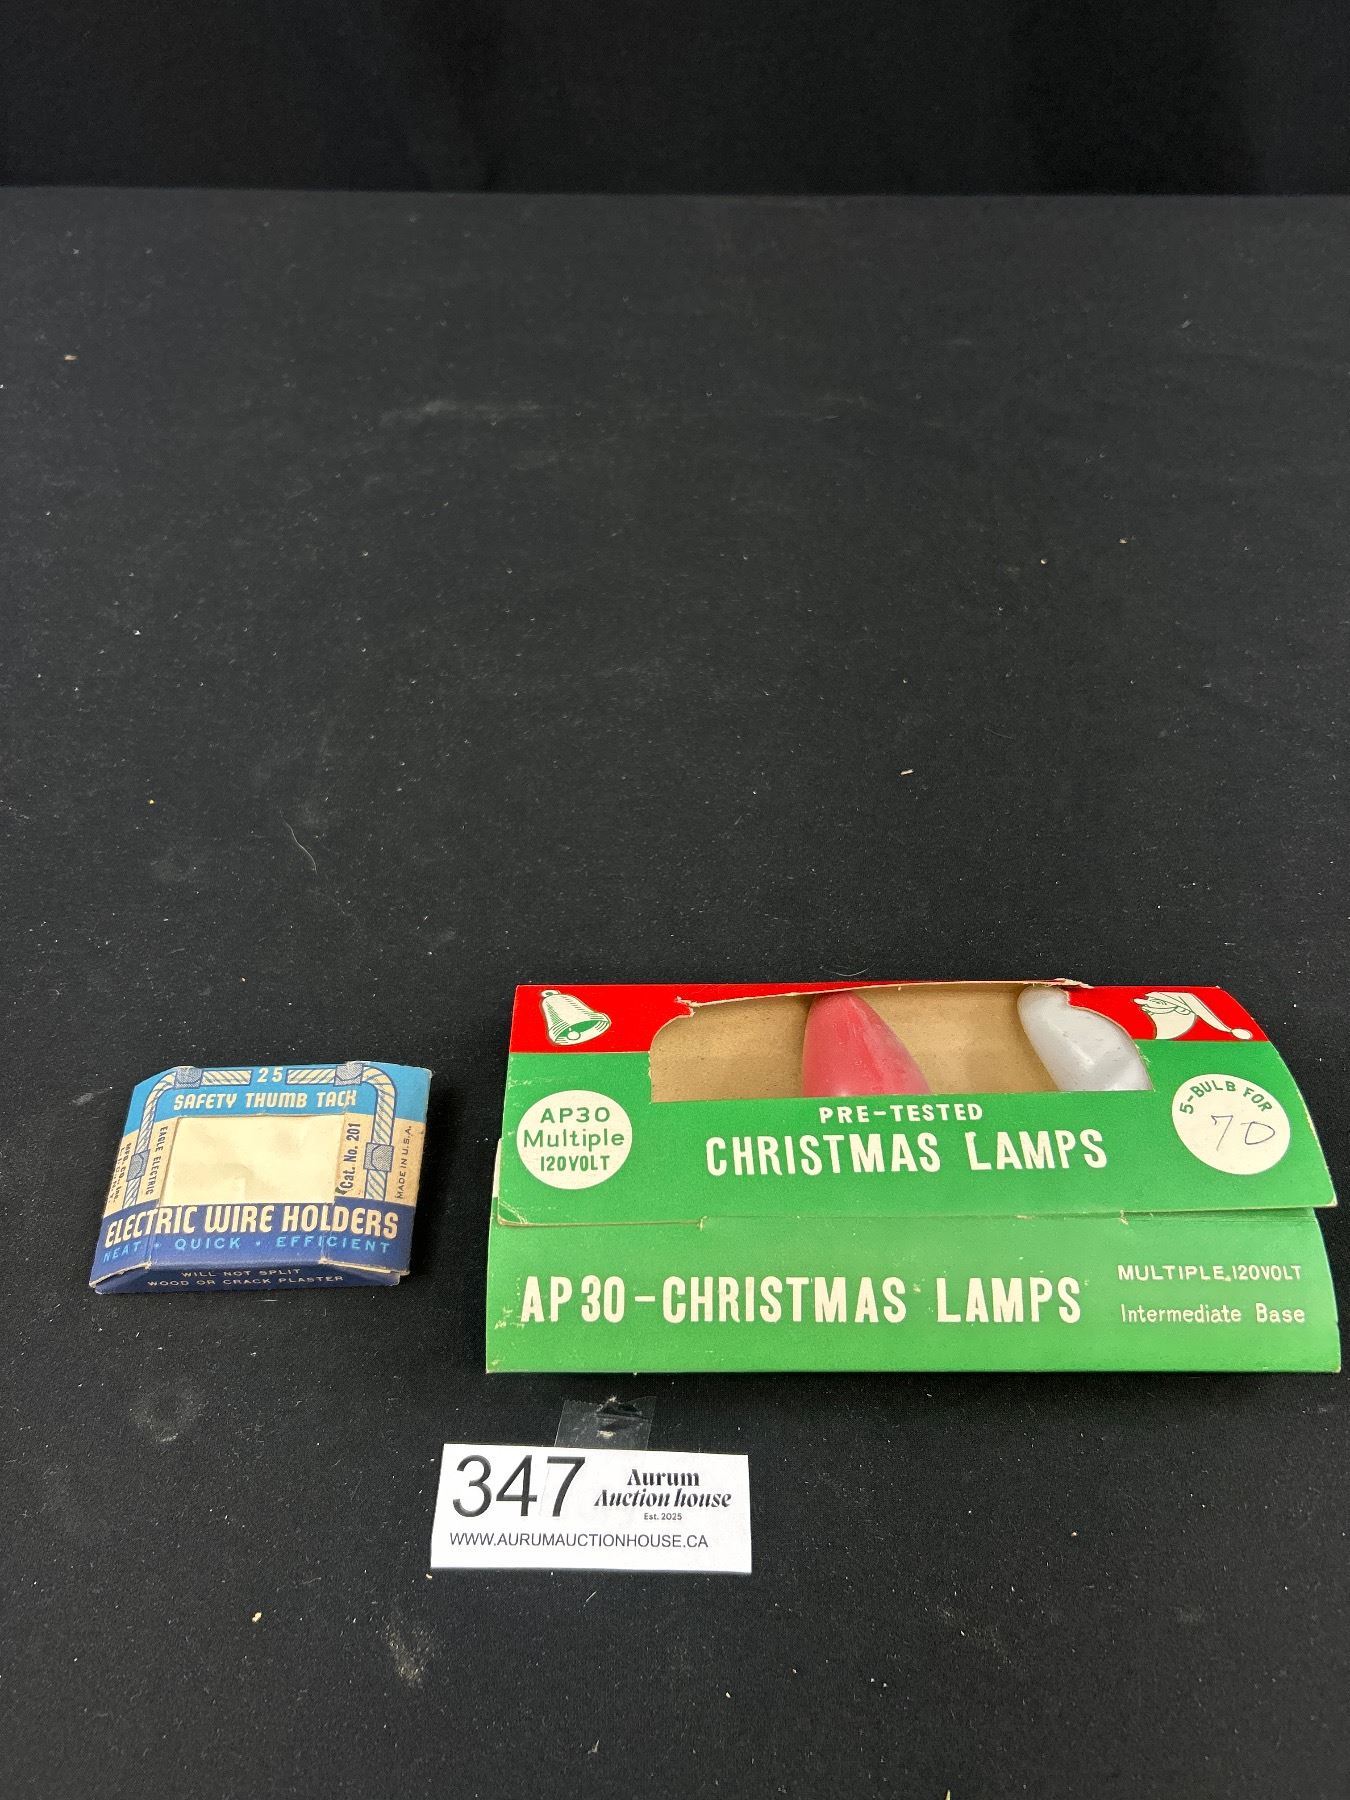 25
SAFETY THUMB TACK
EAGLE ELECTRIC
Cat. No. 201
MADE IN U.S.A.
ELECTRIC WIRE HOLDERS
NEAT • QUICK • EFFICIENT
WILL NOT SPLIT
WOOD OR CRACK PLASTER
AP30
Multiple
120VOLT
PRE-TESTED
CHRISTMAS LAMPS
5-BULB FOR
70
AP30-CHRISTMAS LAMPS
MULTIPLE.120VOLT
Intermediate Base
347
Aurum
Auction house
Est. 2025
WWW.AURUMAUCTIONHOUSE.CA